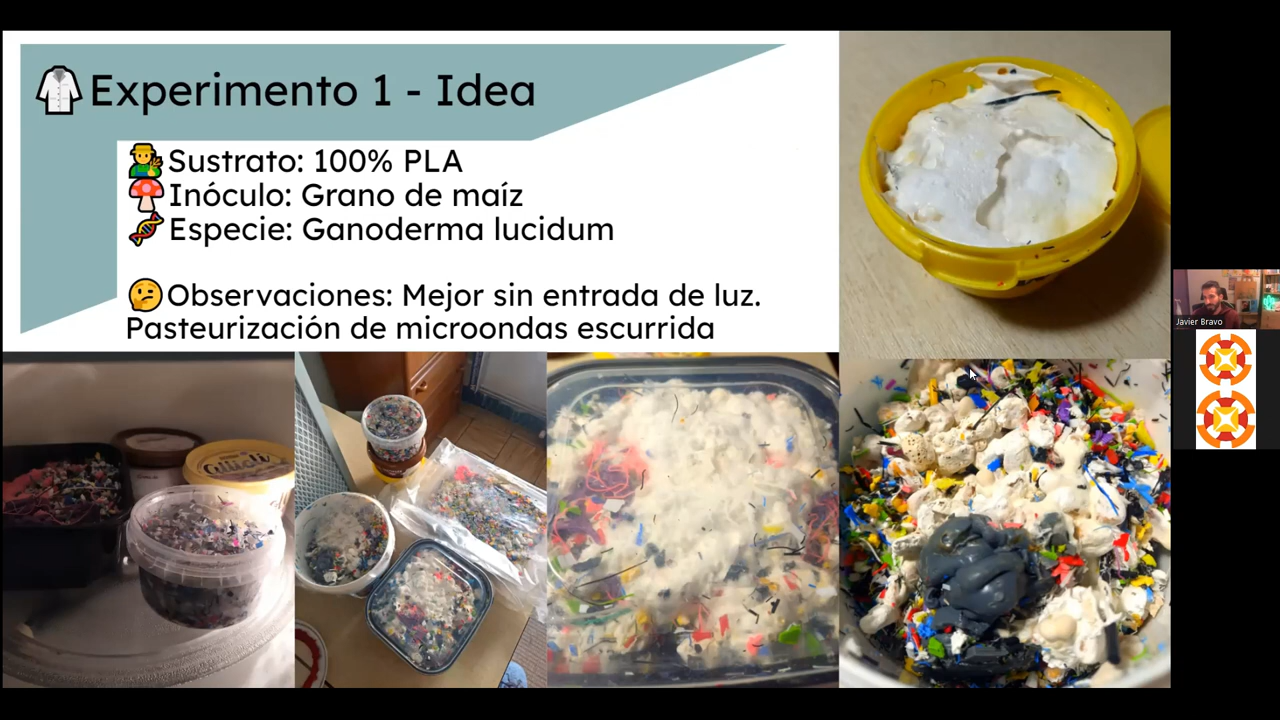 Experimento 1 - Idea
Sustrato: 100% PLA
Inóculo: Grano de maíz
Especie: Ganoderma lucidum
Observaciones: Mejor sin entrada de luz.
Pasteurización de microondas escurrida
Javier Bravo